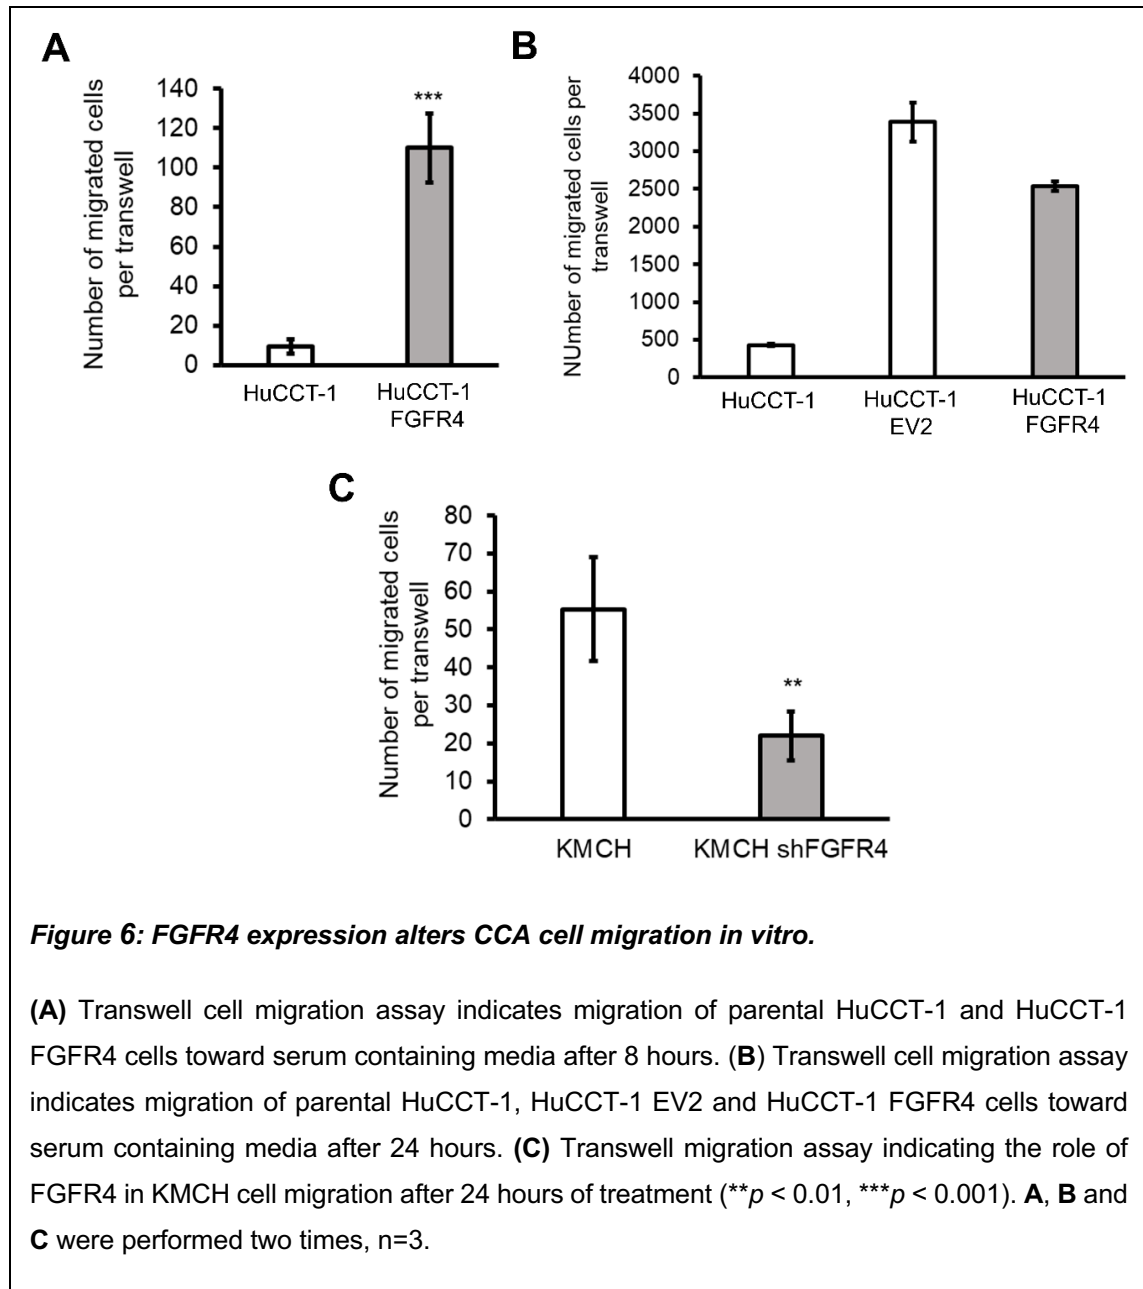 A
Number of migrated cells
per transwell
140
120
100
80
60
40
20
0
***
HuCCT-1
HuCCT-1
FGFR4
B
NUmber of migrated cells per
transwell
4000
3500
3000
2500
2000
1500
1000
500
0
HuCCT-1
HuCCT-1
EV2
HuCCT-1
FGFR4
C
Number of migrated cells
per transwell
80
70
60
50
40
30
20
10
0
**
KMCH
KMCH shFGFR4
Figure 6: FGFR4 expression alters CCA cell migration in vitro.
(A) Transwell cell migration assay indicates migration of parental HuCCT-1 and HuCCT-1
FGFR4 cells toward serum containing media after 8 hours. (B) Transwell cell migration assay
indicates migration of parental HuCCT-1, HuCCT-1 EV2 and HuCCT-1 FGFR4 cells toward
serum containing media after 24 hours. (C) Transwell migration assay indicating the role of
FGFR4 in KMCH cell migration after 24 hours of treatment (**p < 0.01, ***p < 0.001). A, B and
C were performed two times, n=3.